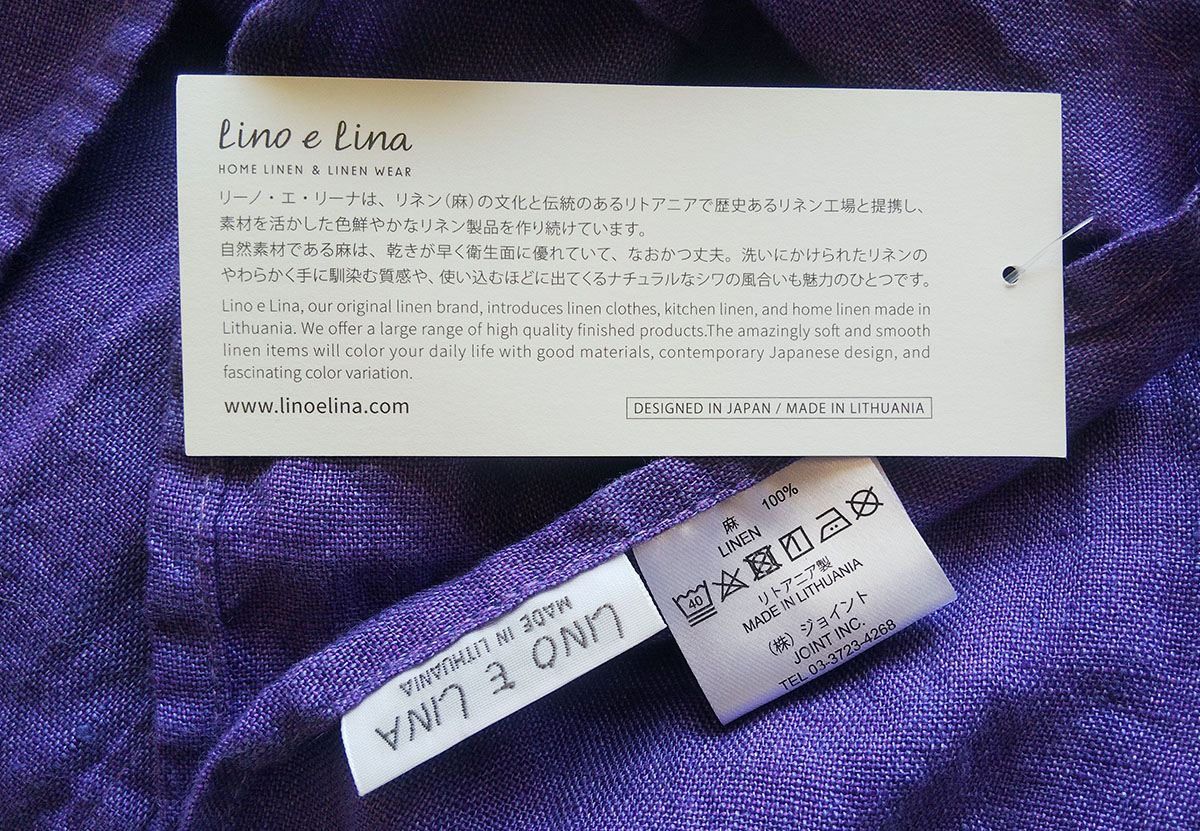 Lino e Lina
HOME LINEN & LINEN WEAR
リーノ・エ・リーナは、リネン(麻)の文化と伝統のあるリトアニアで歴史あるリネン工場と提携し、
素材を活かした色鮮やかなリネン製品を作り続けています。
自然素材である麻は、乾きが早く衛生面に優れていて、なおかつ丈夫。洗いにかけられたリネンの
やわらかく手に馴染む質感や、使い込むほどに出てくるナチュラルなシワの風合いも魅力のひとつです。
Lino e Lina, our original linen brand, introduces linen clothes, kitchen linen, and home linen made in
Lithuania. We offer a large range of high quality finished products.The amazingly soft and smooth
linen items will color your daily life with good materials, contemporary Japanese design, and
fascinating color variation.
www.linoelina.com
DESIGNED IN JAPAN / MADE IN LITHUANIA
麻 100%
LINEN
40
リトアニア製
MADE IN LITHUANIA
(株)ジョイント
JOINT INC.
TEL 03-3723-4268
LINO E LINA
MADE IN LITHUANIA